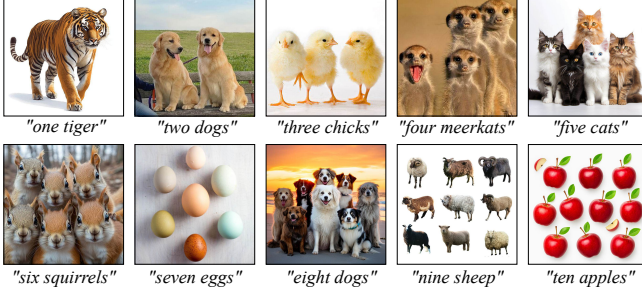 "one tiger"
"two dogs"
"three chicks"
"four meerkats"
"five cats"
"six squirrels"
"seven eggs"
"eight dogs"
"nine sheep"
"ten apples"